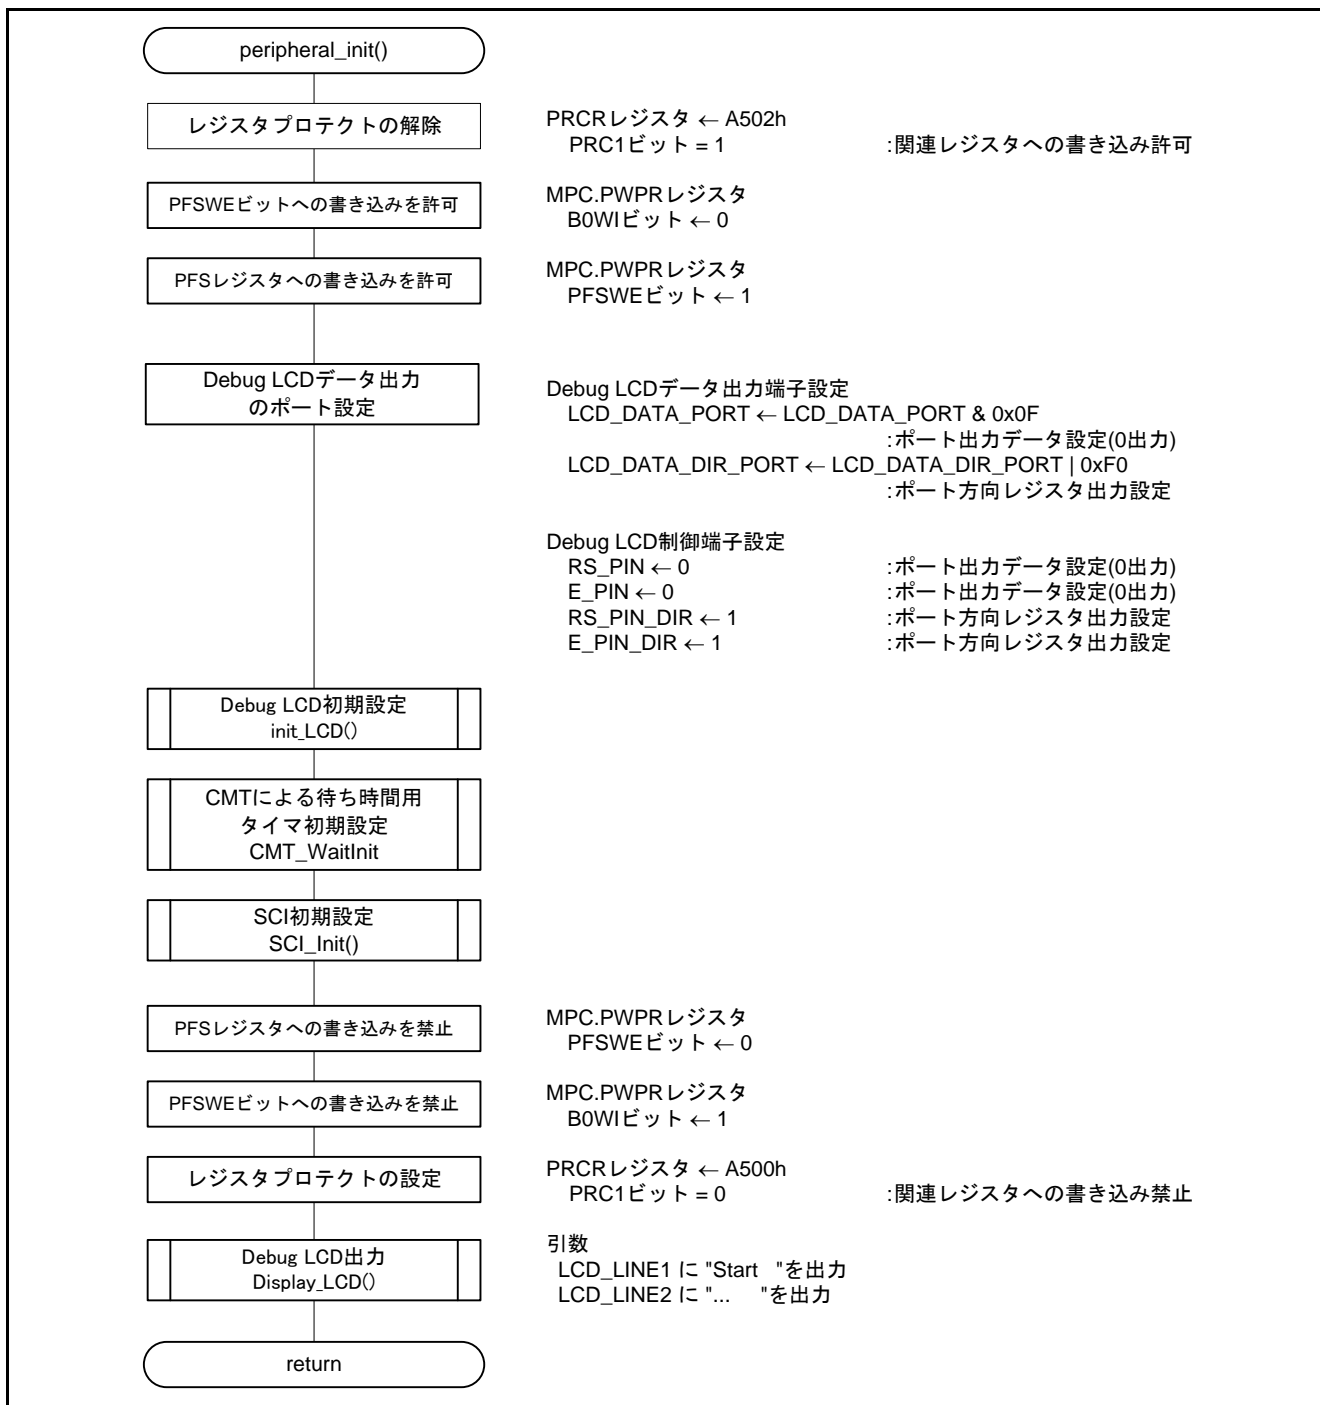 peripheral_init()
レジスタプロテクトの解除
PRCRレジスタ ← A502h
PRC1ビット = 1 :関連レジスタへの書き込み許可
PFSWEビットへの書き込みを許可
MPC.PWPRレジスタ
B0WIビット ← 0
PFSレジスタへの書き込みを許可
MPC.PWPRレジスタ
PFSWEビット ← 1
Debug LCDデータ出力
のポート設定
Debug LCDデータ出力端子設定
LCD_DATA_PORT ← LCD_DATA_PORT & 0x0F
:ポート出力データ設定(0出力)
LCD_DATA_DIR_PORT ← LCD_DATA_DIR_PORT | 0xF0
:ポート方向レジスタ出力設定
Debug LCD制御端子設定
RS_PIN ← 0 :ポート出力データ設定(0出力)
E_PIN ← 0 :ポート出力データ設定(0出力)
RS_PIN_DIR ← 1 :ポート方向レジスタ出力設定
E_PIN_DIR ← 1 :ポート方向レジスタ出力設定
Debug LCD初期設定
init_LCD()
CMTによる待ち時間用
タイマ初期設定
CMT_WaitInit
SCI初期設定
SCI_Init()
PFSレジスタへの書き込みを禁止
MPC.PWPRレジスタ
PFSWEビット ← 0
PFSWEビットへの書き込みを禁止
MPC.PWPRレジスタ
B0WIビット ← 1
レジスタプロテクトの設定
PRCRレジスタ ← A500h
PRC1ビット = 0 :関連レジスタへの書き込み禁止
Debug LCD出力
Display_LCD()
引数
LCD_LINE1 に "Start   "を出力
LCD_LINE2 に "...     "を出力
return